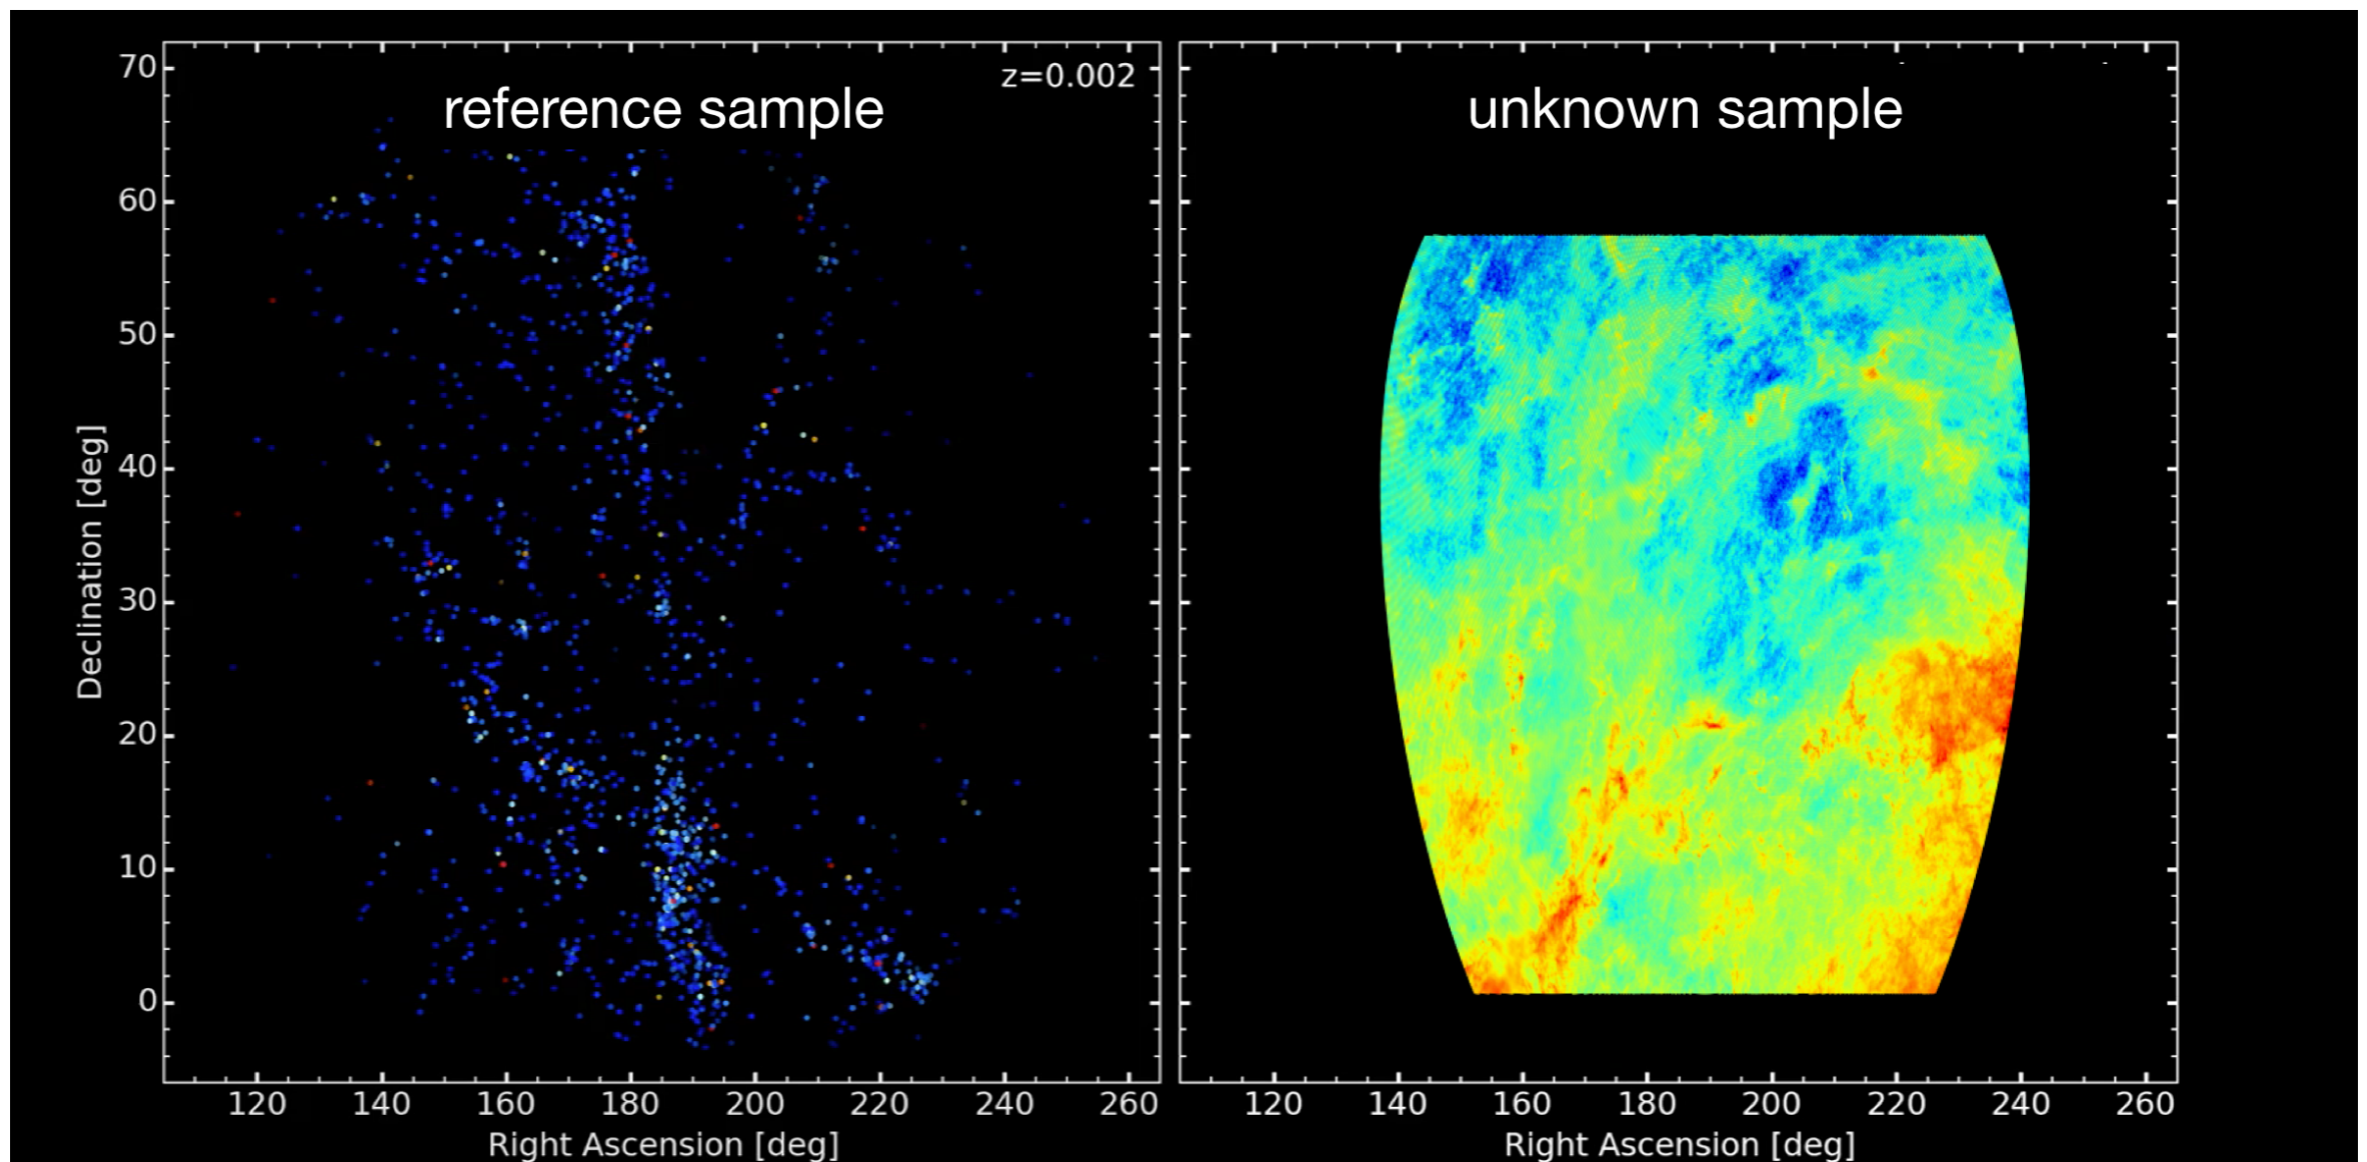 reference sample
z=0.002
unknown sample
70
60
50
40
30
20
10
0
Declination [deg]
120 140 160 180 200 220 240 260
Right Ascension [deg]
120 140 160 180 200 220 240 260
Right Ascension [deg]